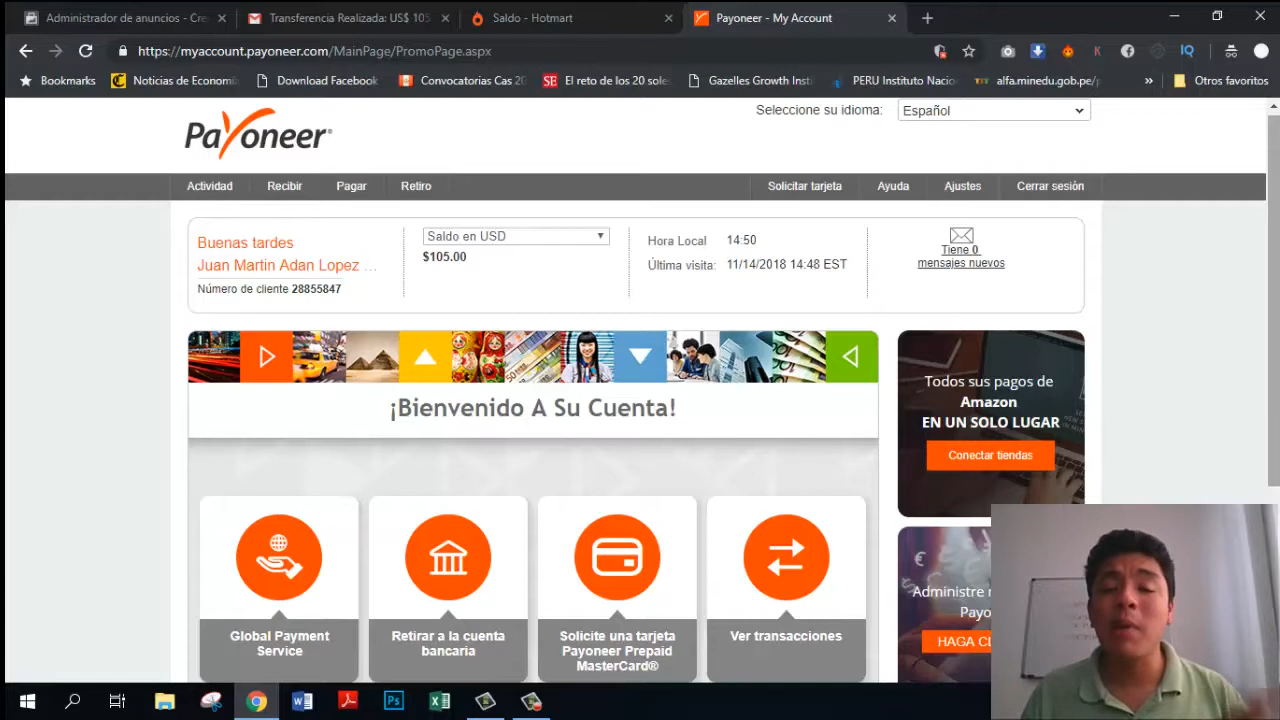 Administrador de anuncios - Cre
Transferencia Realizada: US$ 105
Saldo - Hotmart
Payoneer - My Account
https://myaccount.payoneer.com/MainPage/PromoPage.aspx
Bookmarks
Noticias de Economí
Download Facebook
Convocatorias Cas 20
El reto de los 20 sole
Gazelles Growth Inst
PERU Instituto Nacio
alfa.minedu.gob.pe/
Otros favoritos
Payoneer
Seleccione su idioma:
Español
Actividad
Recibir
Pagar
Retiro
Solicitar tarjeta
Ayuda
Ajustes
Cerrar sesión
Buenas tardes
Juan Martin Adan Lopez ...
Número de cliente 28855847
Saldo en USD
$105.00
Hora Local 14:50
Última visita: 11/14/2018 14:48 EST
Tiene 0
mensajes nuevos
¡Bienvenido A Su Cuenta!
Todos sus pagos de
Amazon
EN UN SOLO LUGAR
Conectar tiendas
Global Payment
Service
Retirar a la cuenta
bancaria
Solicite una tarjeta
Payoneer Prepaid
MasterCard®
Ver transacciones
Administre
Payo
HAGA CL